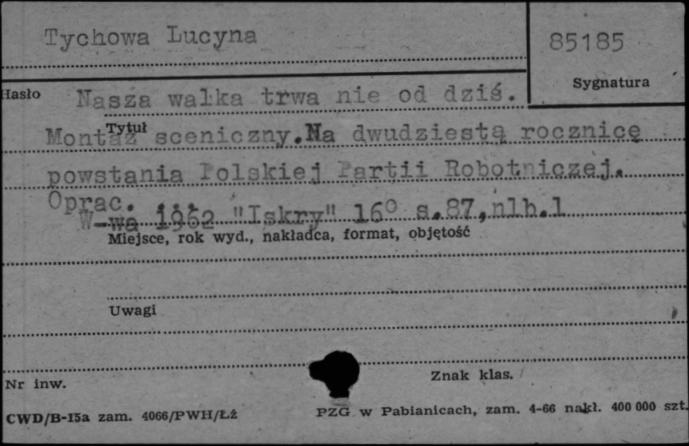 Tychowa Lucyna
85185
Sygnatura
Hasło
Nasza walka trwa nie od dziś.
Tytuł
Montaż sceniczny.Na dwudziestą rocznicę
powstania Polskiej Partii Robotniczej.
Oprac. ...
W-wa 1962 "Iskry" 16° s.87,nlb.1
Miejsce, rok wyd., nakładca, format, objętość
Uwagi
Nr inw.
Znak klas.
CWD/B-15a zam. 4066/PWH/Łż
PZG w Pabianicach, zam. 4-66 nakł. 400 000 szt.